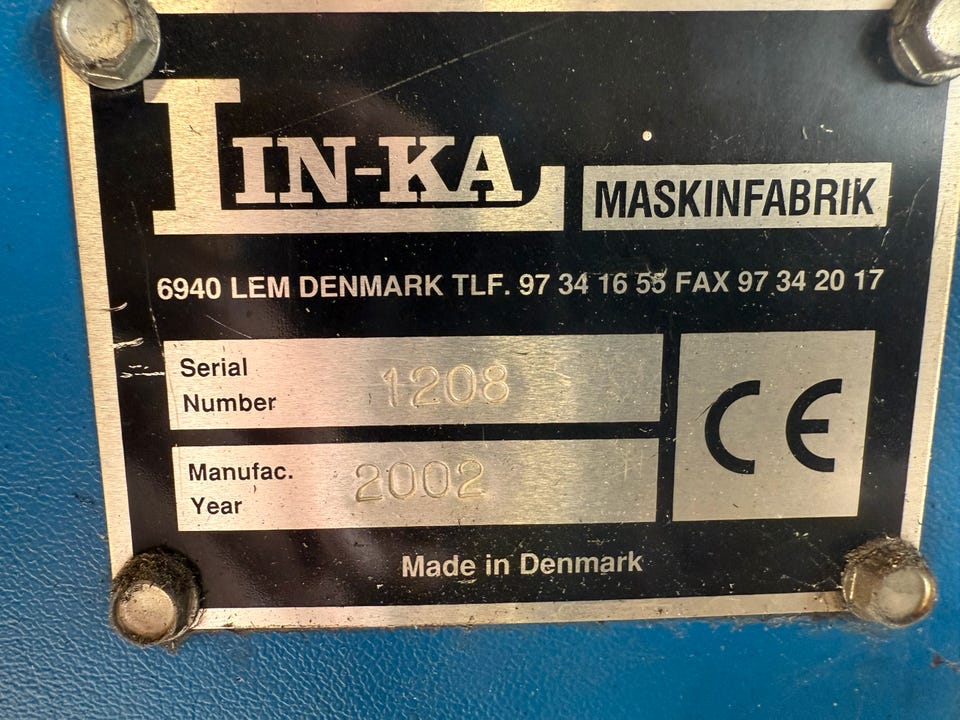 LIN-KA
MASKINFABRIK
6940 LEM DENMARK TLF. 97 34 16 55 FAX 97 34 20 17
Serial
Number 1208
Manufac.
Year 2002
CE
Made in Denmark